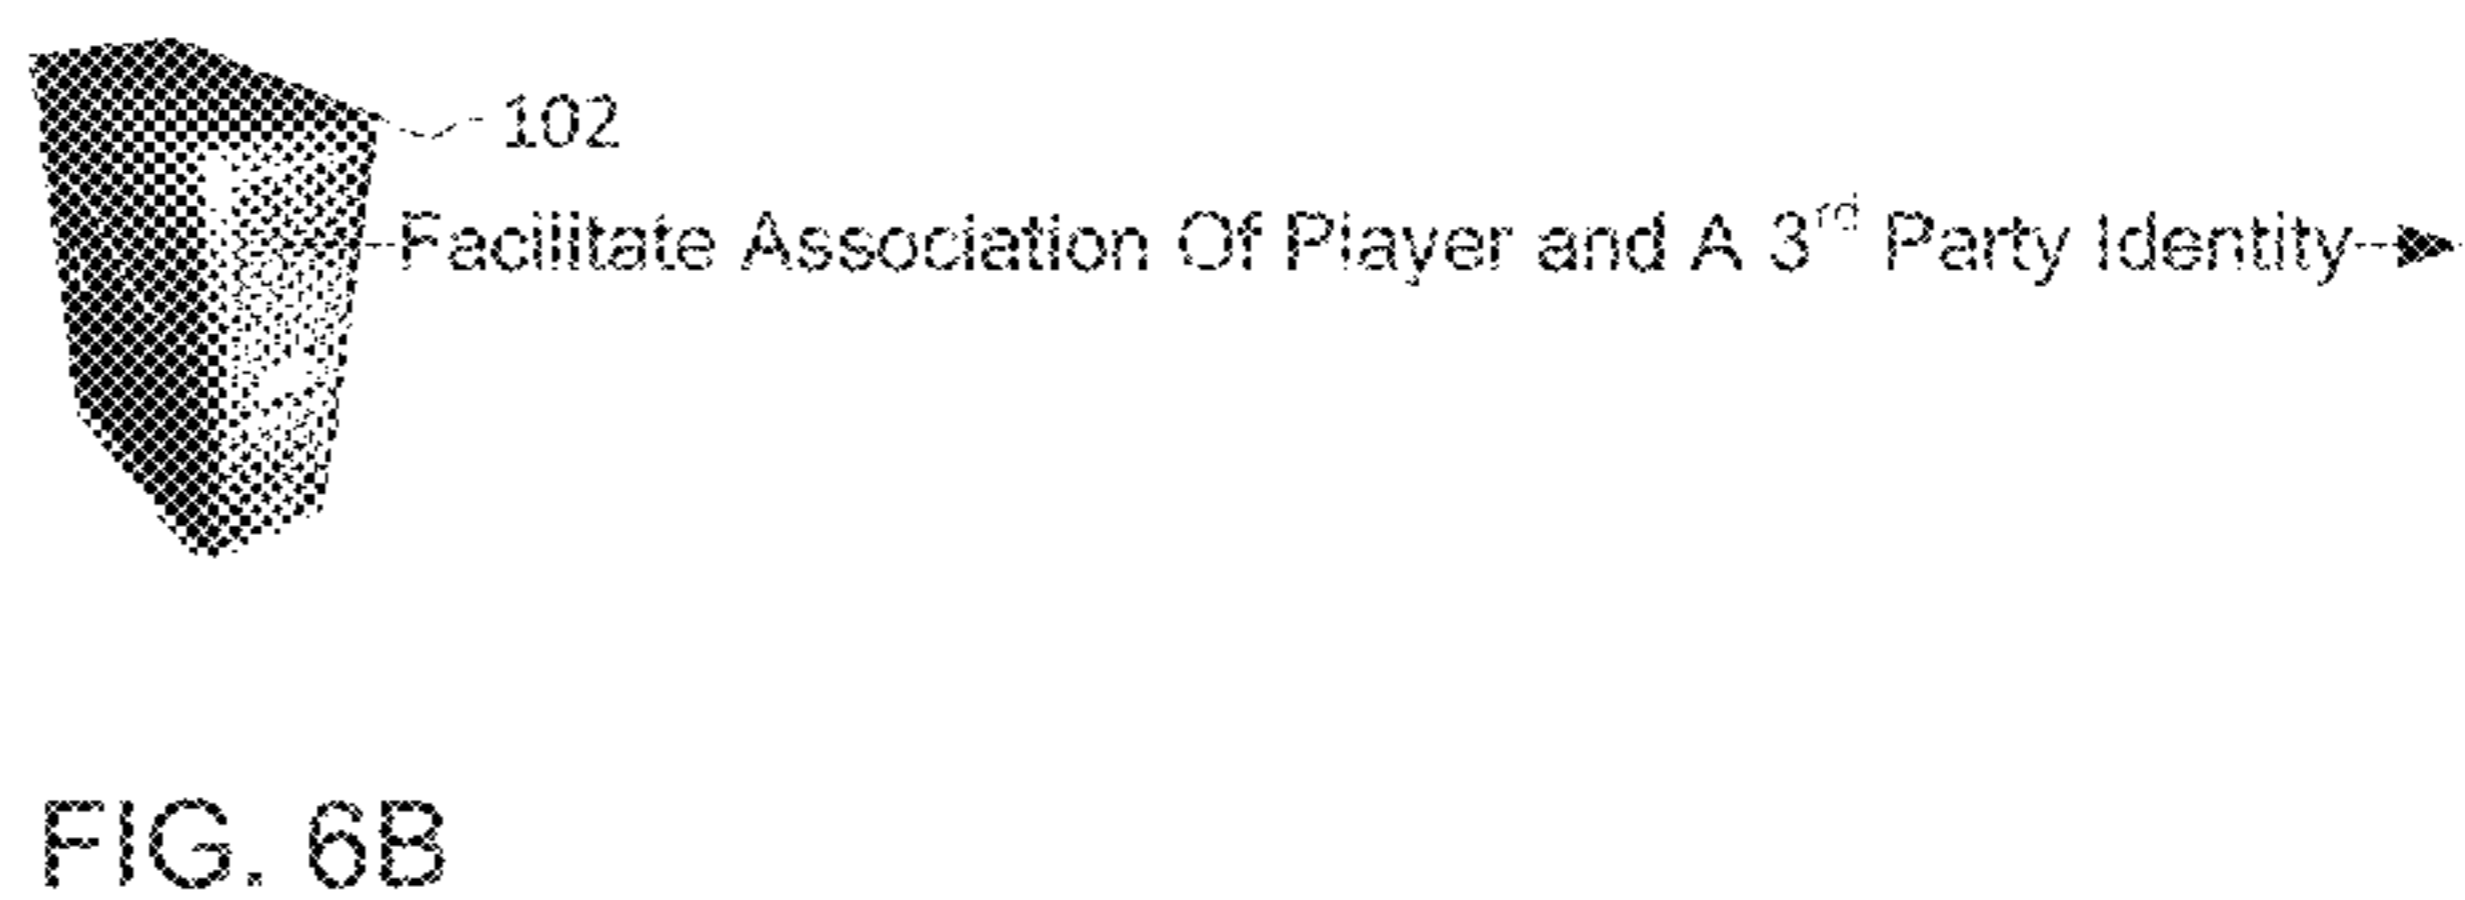 102
Facilitate Association Of Player and A 3rd Party Identity
FIG. 6B